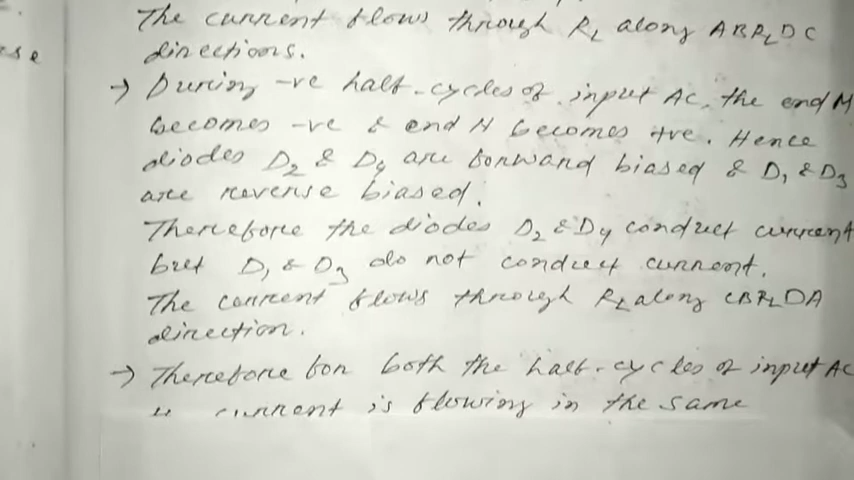 se
The current flows through RL along ABRLDC
directions.
→ During -ve half-cycles of input AC, the end M
becomes -ve & end N becomes +ve. Hence
diodes D2 & D4 are forward biased & D1 & D3
are reverse biased.
Therefore the diodes D2 & D4 conduct current
but D1 & D3 do not conduct current.
The current flows through RL along CBRLDA
direction.
→ Therefore for both the half-cycles of input AC
current is flowing in the same